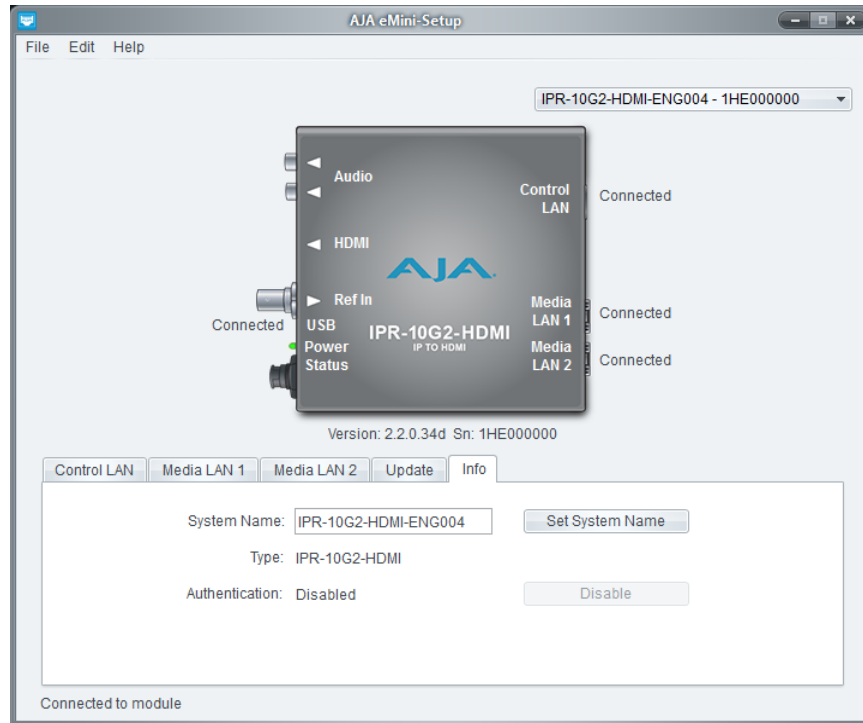 AJA eMini-Setup
File Edit Help
IPR-10G2-HDMI-ENG004 - 1HE000000
Audio
Control
LAN
Connected
HDMI
AJA
Ref In
Connected
USB
Power
Status
IPR-10G2-HDMI
IP TO HDMI
Media
LAN 1
Connected
Media
LAN 2
Connected
Version: 2.2.0.34d Sn: 1HE000000
Control LAN Media LAN 1 Media LAN 2 Update Info
System Name: IPR-10G2-HDMI-ENG004 Set System Name
Type: IPR-10G2-HDMI
Authentication: Disabled Disable
Connected to module